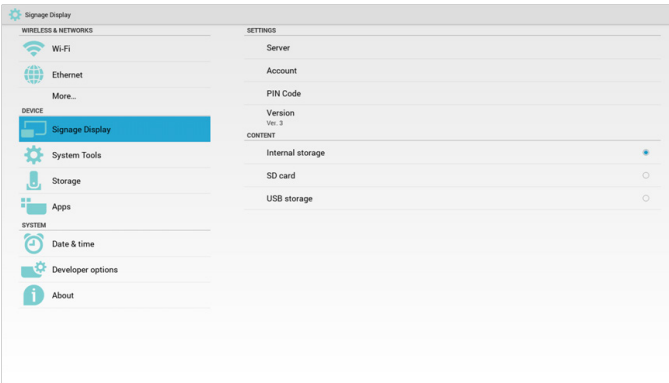 Signage Display
WIRELESS & NETWORKS
Wi-Fi
Ethernet
More...
DEVICE
Signage Display
System Tools
Storage
Apps
SYSTEM
Date & time
Developer options
About
SETTINGS
Server
Account
PIN Code
Version
Ver. 3
CONTENT
Internal storage
SD card
USB storage